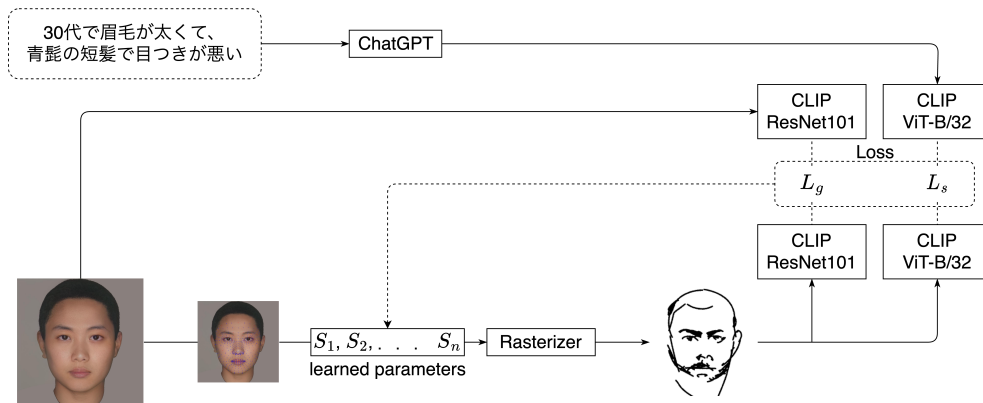 30代で眉毛が太くて、
青髭の短髪で目つきが悪い
ChatGPT
CLIP
ResNet101
CLIP
ViT-B/32
Loss
L_g
L_s
CLIP
ResNet101
CLIP
ViT-B/32
S_1, S_2, . . . S_n
learned parameters
Rasterizer